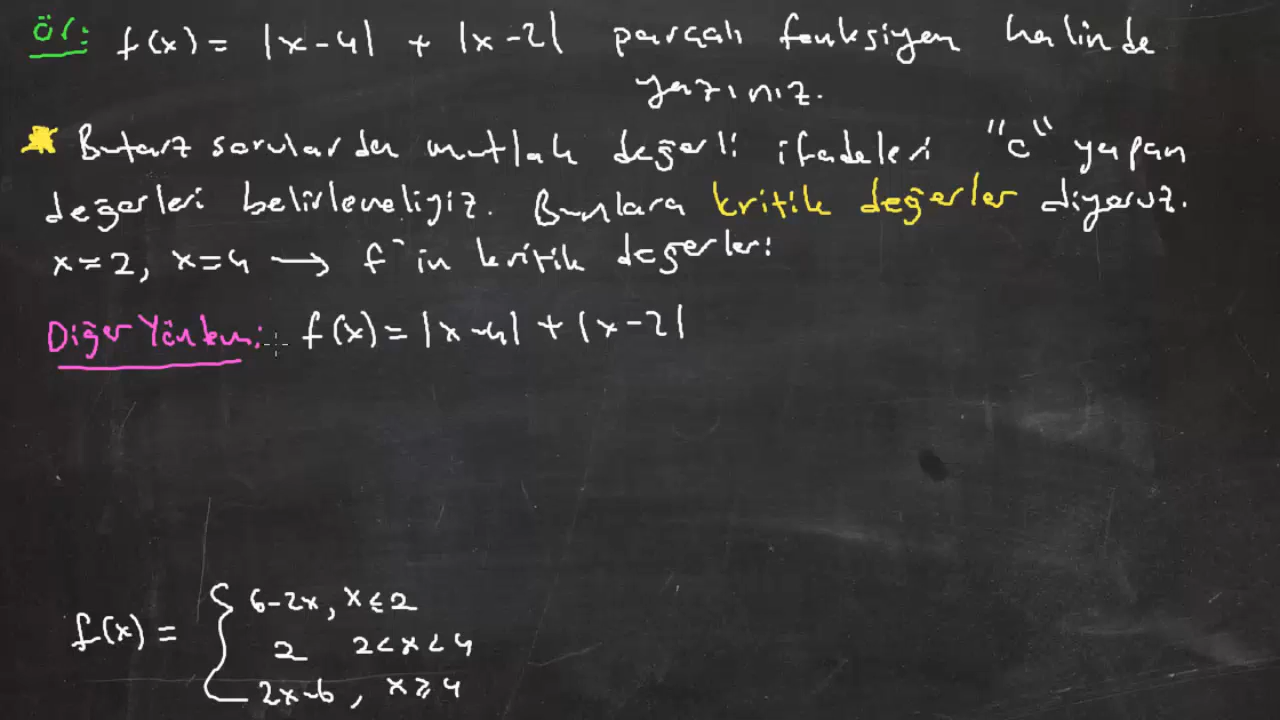 Ör: f(x) = |x-4| + |x-2| parçalı fonksiyon halinde
yazınız.
Bu tarz sorularda mutlak değerli ifadeleri "0" yapan
değerleri belirlemeliyiz. Bunlara kritik değerler diyoruz.
x=2, x=4 → f`in kritik değerleri
Diğer Yöntem: f(x) = |x-4| + |x-2|
f(x) = { 6-2x, x≤2
2 2<x<4
2x-6, x≥4